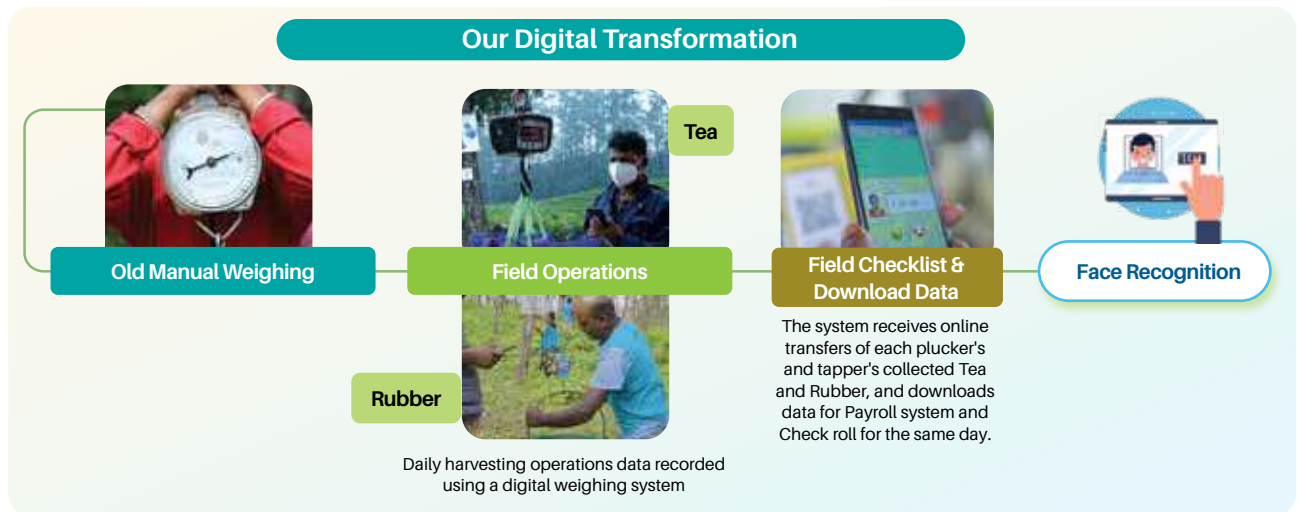 Our Digital Transformation
Old Manual Weighing
Tea
Field Operations
Rubber
Daily harvesting operations data recorded
using a digital weighing system
Field Checklist &
Download Data
The system receives online
transfers of each plucker's
and tapper's collected Tea
and Rubber, and downloads
data for Payroll system and
Check roll for the same day.
Face Recognition